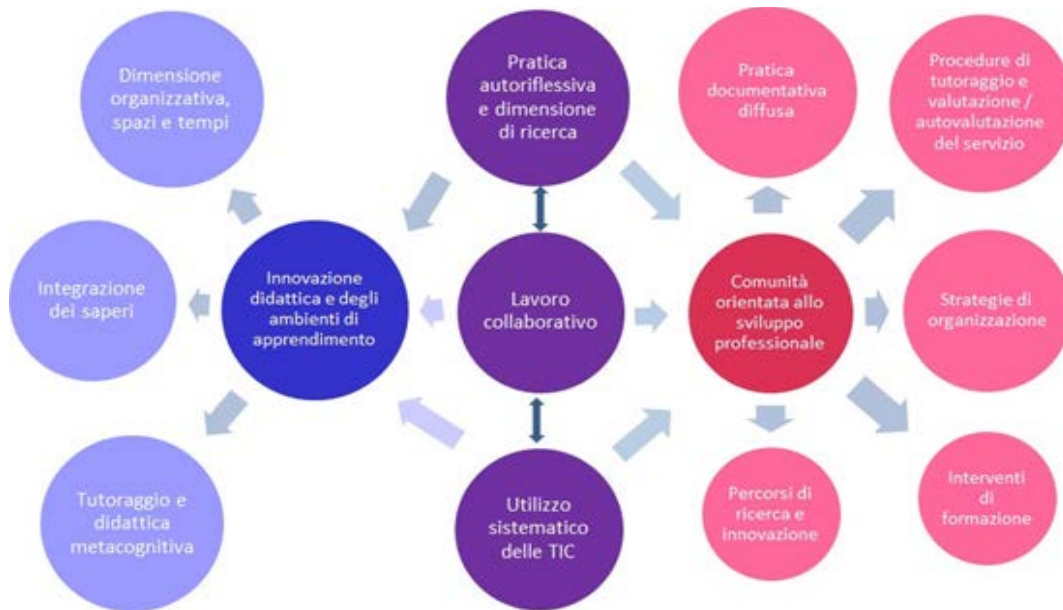 Dimensione
organizzativa,
spazi e tempi
Pratica
autoriflessiva
e dimensione
di ricerca
Pratica
documentativa
diffusa
Procedure di
tutoraggio e
valutazione /
autovalutazione
del servizio
Integrazione
dei saperi
Innovazione
didattica e degli
ambienti di
apprendimento
Lavoro
collaborativo
Comunità
orientata allo
sviluppo
professionale
Strategie di
organizzazione
Tutoraggio e
didattica
metacognitiva
Utilizzo
sistematico
delle TIC
Percorsi di
ricerca e
innovazione
Interventi
di
formazione